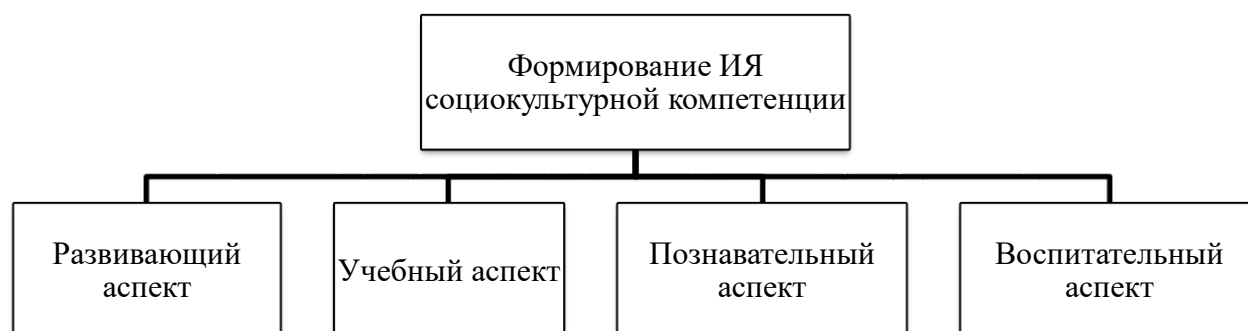 Формирование ИЯ
социокультурной компетенции
Развивающий
аспект
Учебный аспект
Познавательный
аспект
Воспитательный
аспект